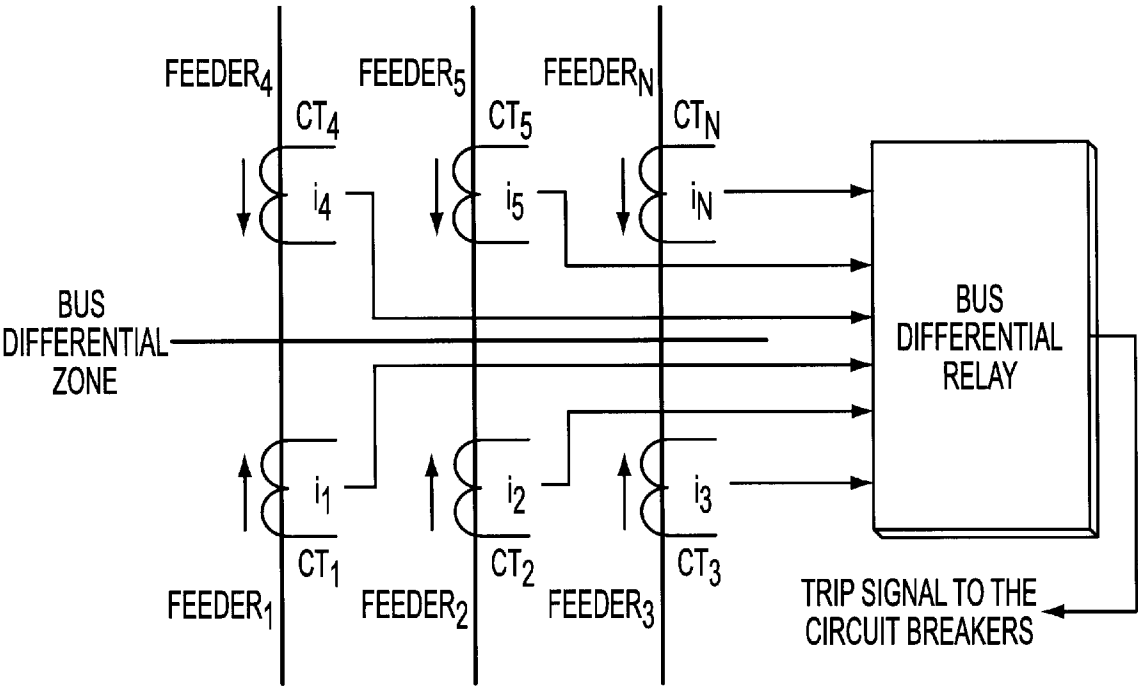 FEEDER4
FEEDER5
FEEDERN
CT4
CT5
CTN
i4
i5
iN
BUS
DIFFERENTIAL
ZONE
BUS
DIFFERENTIAL
RELAY
i1
i2
i3
CT1
CT2
CT3
FEEDER1
FEEDER2
FEEDER3
TRIP SIGNAL TO THE
CIRCUIT BREAKERS